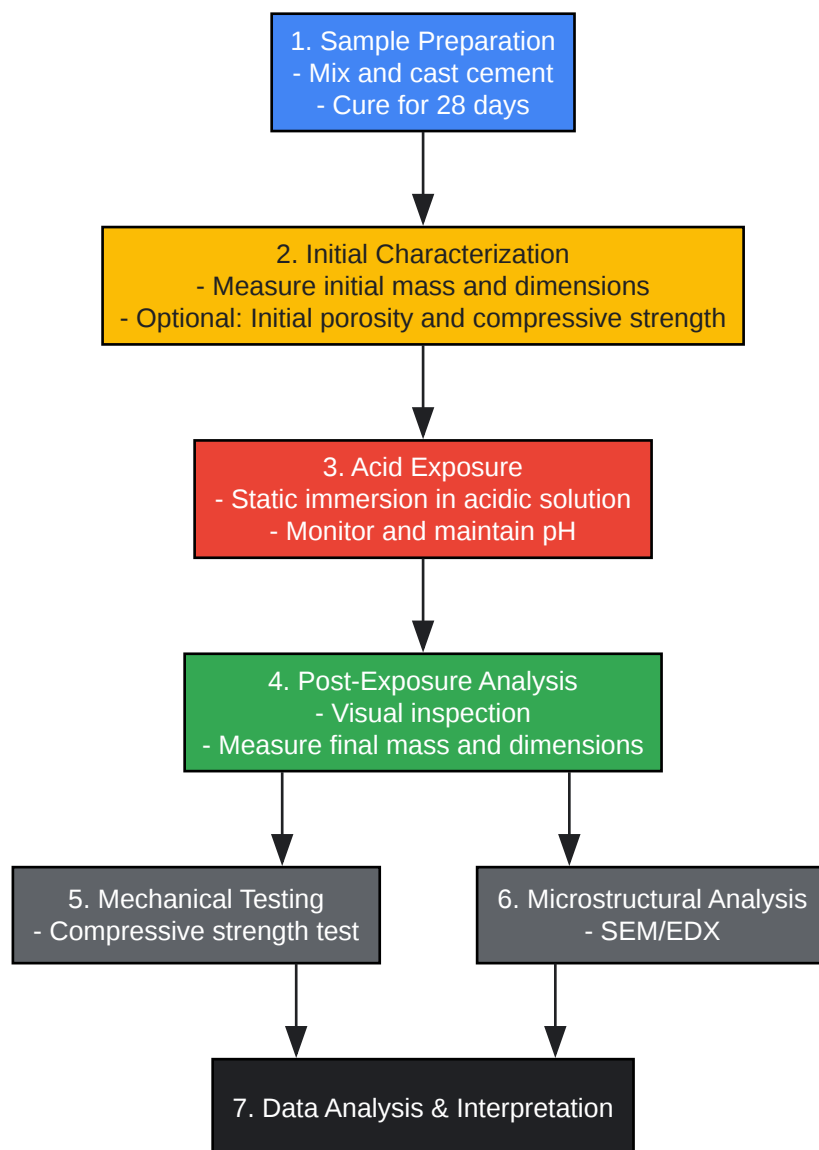 1. Sample Preparation
- Mix and cast cement
- Cure for 28 days
2. Initial Characterization
- Measure initial mass and dimensions
- Optional: Initial porosity and compressive strength
3. Acid Exposure
- Static immersion in acidic solution
- Monitor and maintain pH
4. Post-Exposure Analysis
- Visual inspection
- Measure final mass and dimensions
5. Mechanical Testing
- Compressive strength test
6. Microstructural Analysis
- SEM/EDX
7. Data Analysis & Interpretation